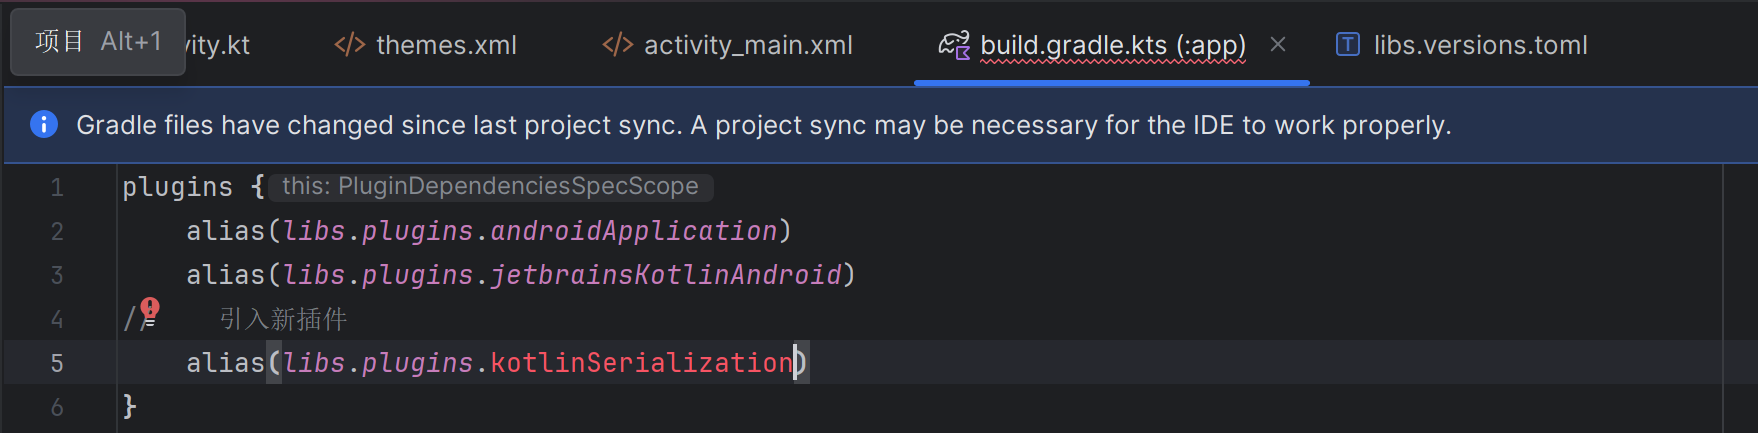 项目 Alt+1 vity.kt themes.xml activity_main.xml build.gradle.kts (:app) libs.versions.toml
Gradle files have changed since last project sync. A project sync may be necessary for the IDE to work properly.
1 plugins { this: PluginDependenciesSpecScope
2 alias(libs.plugins.androidApplication)
3 alias(libs.plugins.jetbrainsKotlinAndroid)
4 // 引入新插件
5 alias(libs.plugins.kotlinSerialization)
6 }